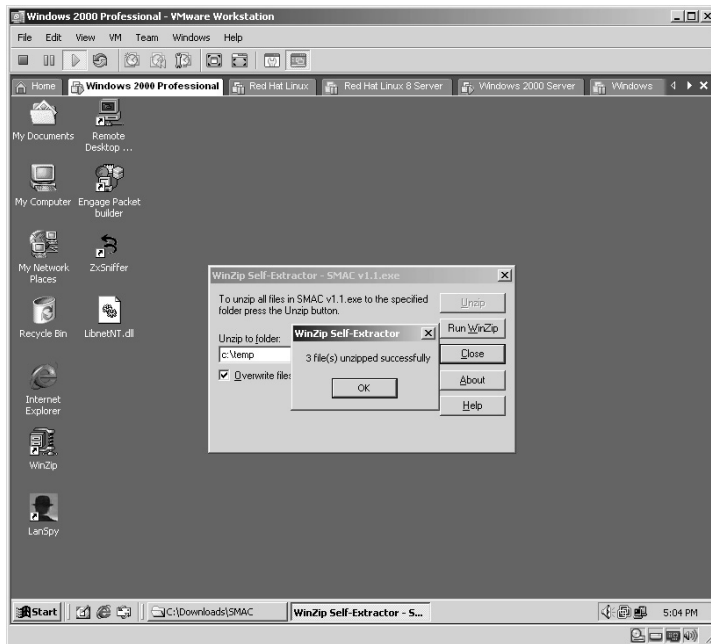 Windows 2000 Professional - VMware Workstation
File Edit View VM Team Windows Help
Home Windows 2000 Professional Red Hat Linux Red Hat Linux 8 Server Windows 2000 Server Windows
My Documents Remote Desktop ...
My Computer Engage Packet builder
My Network Places ZxSniffer
Recycle Bin LibnetNT.dll
Internet Explorer
WinZip
LanSpy
WinZip Self-Extractor - SMAC v1.1.exe
To unzip all files in SMAC v1.1.exe to the specified
folder press the Unzip button.
Unzip to folder:
c:\temp
Overwrite files
Unzip
Run WinZip
Close
About
Help
WinZip Self-Extractor
3 file(s) unzipped successfully
OK
Start C:\Downloads\SMAC WinZip Self-Extractor - S... 5:04 PM